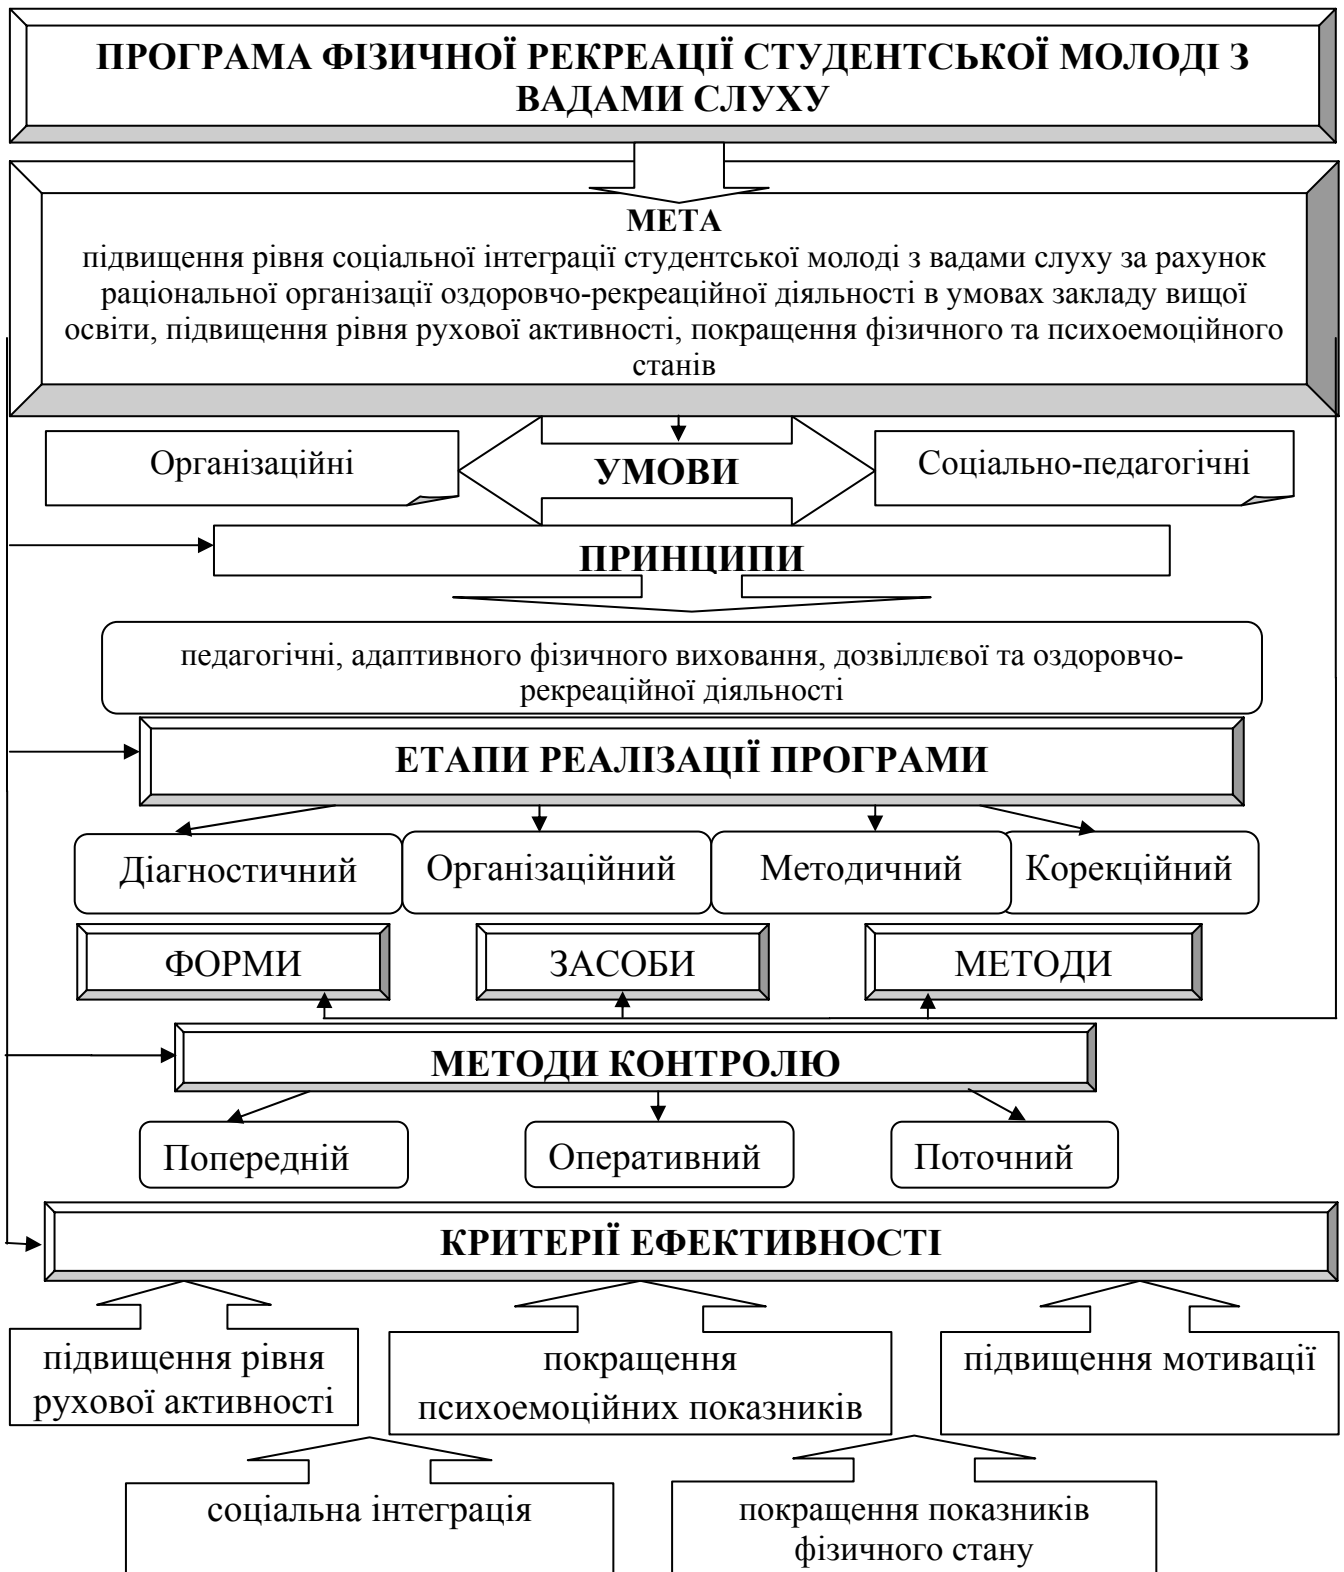 ПРОГРАМА ФІЗИЧНОЇ РЕКРЕАЦІЇ СТУДЕНТСЬКОЇ МОЛОДІ З
ВАДАМИ СЛУХУ
МЕТА
підвищення рівня соціальної інтеграції студентської молоді з вадами слуху за рахунок
раціональної організації оздоровчо-рекреаційної діяльності в умовах закладу вищої
освіти, підвищення рівня рухової активності, покращення фізичного та психоемоційного
станів
Організаційні
УМОВИ
Соціально-педагогічні
ПРИНЦИПИ
педагогічні, адаптивного фізичного виховання, дозвіллєвої та оздоровчо-
рекреаційної діяльності
ЕТАПИ РЕАЛІЗАЦІЇ ПРОГРАМИ
Діагностичний
Організаційний
Методичний
Корекційний
ФОРМИ
ЗАСОБИ
МЕТОДИ
МЕТОДИ КОНТРОЛЮ
Попередній
Оперативний
Поточний
КРИТЕРІЇ ЕФЕКТИВНОСТІ
підвищення рівня
рухової активності
покращення
психоемоційних показників
підвищення мотивації
соціальна інтеграція
покращення показників
фізичного стану